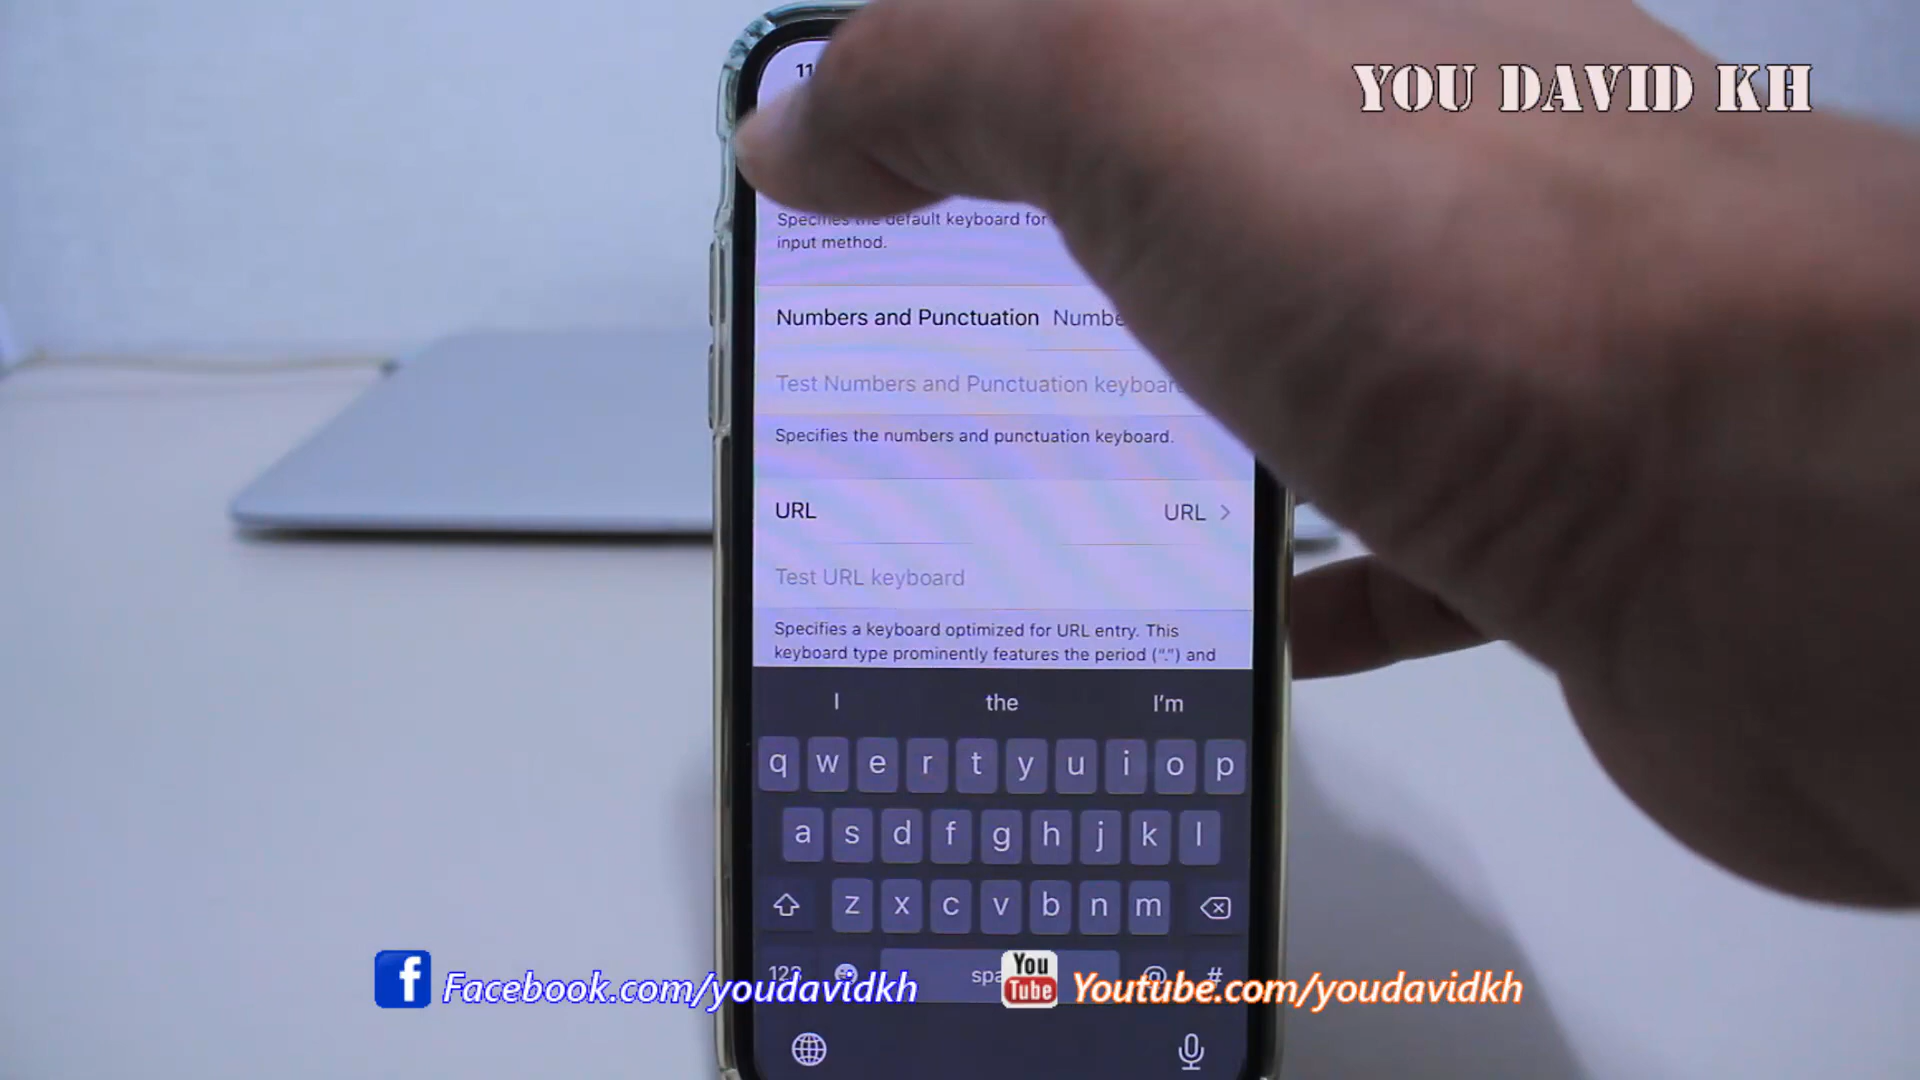 YOU DAVID KH
11
Specifies the default keyboard for
input method.
Numbers and Punctuation Numbe
Test Numbers and Punctuation keyboar
Specifies the numbers and punctuation keyboard.
URL URL >
Test URL keyboard
Specifies a keyboard optimized for URL entry. This
keyboard type prominently features the period (“.”) and
I the I’m
q w e r t y u i o p
a s d f g h j k l
z x c v b n m
123 spa @ #
f Facebook.com/youdavidkh You Tube Youtube.com/youdavidkh